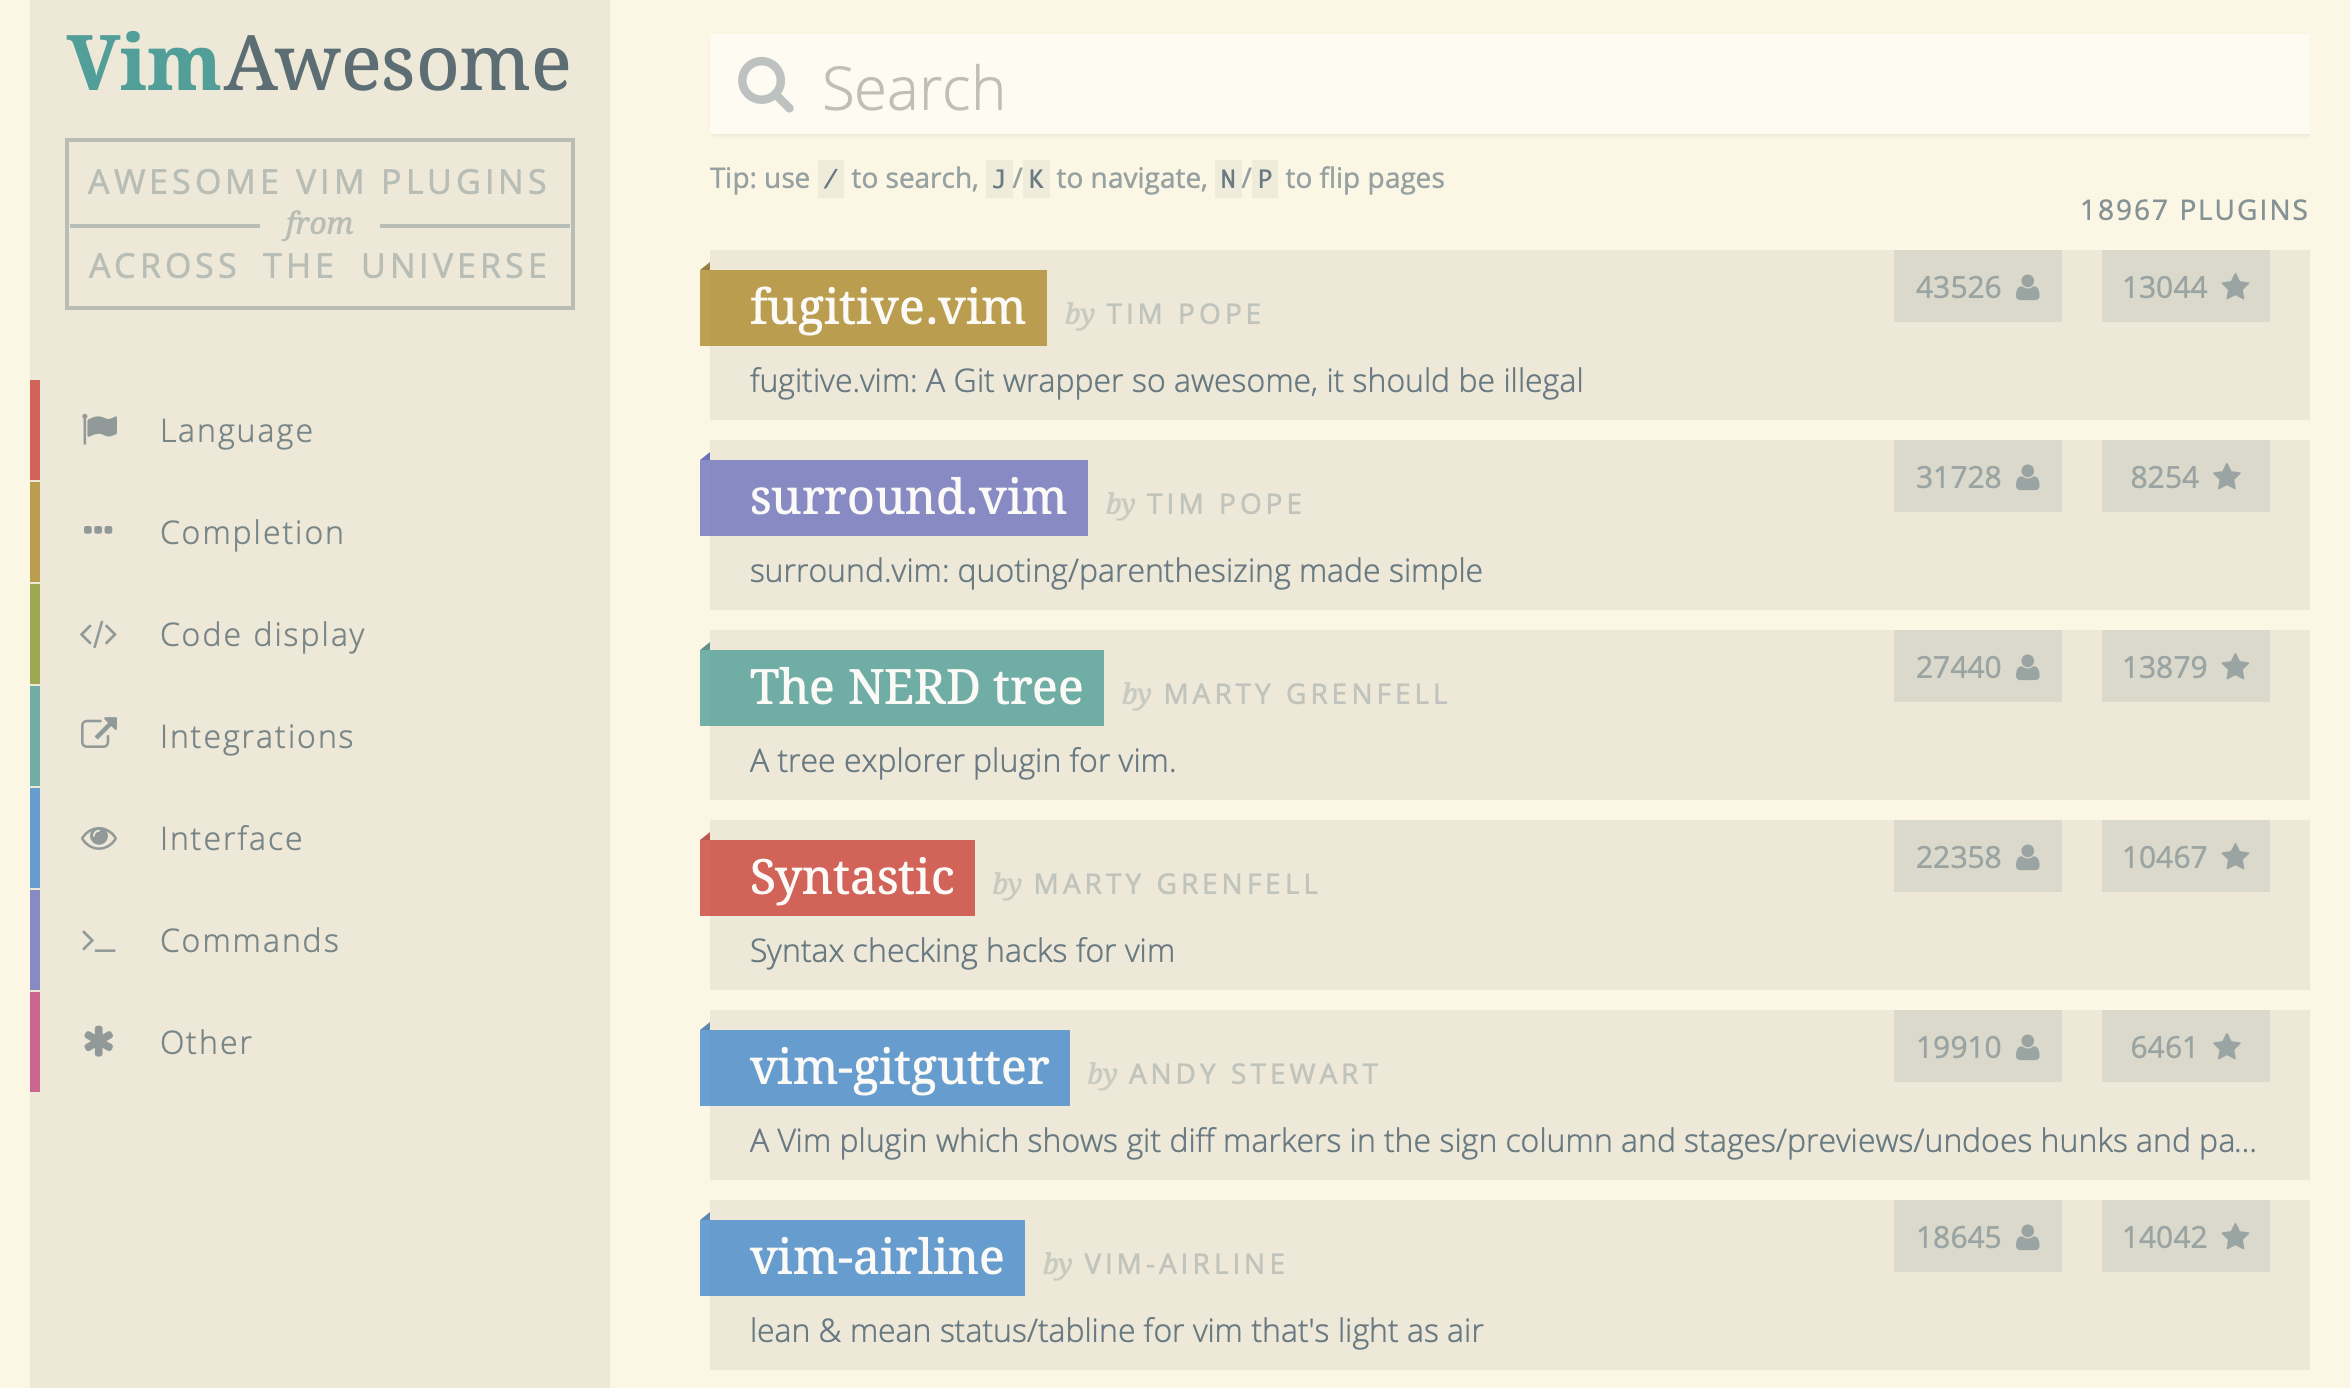 VimAwesome
AWESOME VIM PLUGINS
from
ACROSS THE UNIVERSE
Language
Completion
Code display
Integrations
Interface
Commands
Other
Search
Tip: use / to search, J/K to navigate, N/P to flip pages
18967 PLUGINS
fugitive.vim by TIM POPE 43526 13044
fugitive.vim: A Git wrapper so awesome, it should be illegal
surround.vim by TIM POPE 31728 8254
surround.vim: quoting/parenthesizing made simple
The NERD tree by MARTY GRENFELL 27440 13879
A tree explorer plugin for vim.
Syntastic by MARTY GRENFELL 22358 10467
Syntax checking hacks for vim
vim-gitgutter by ANDY STEWART 19910 6461
A Vim plugin which shows git diff markers in the sign column and stages/previews/undoes hunks and pa...
vim-airline by VIM-AIRLINE 18645 14042
lean & mean status/tabline for vim that's light as air